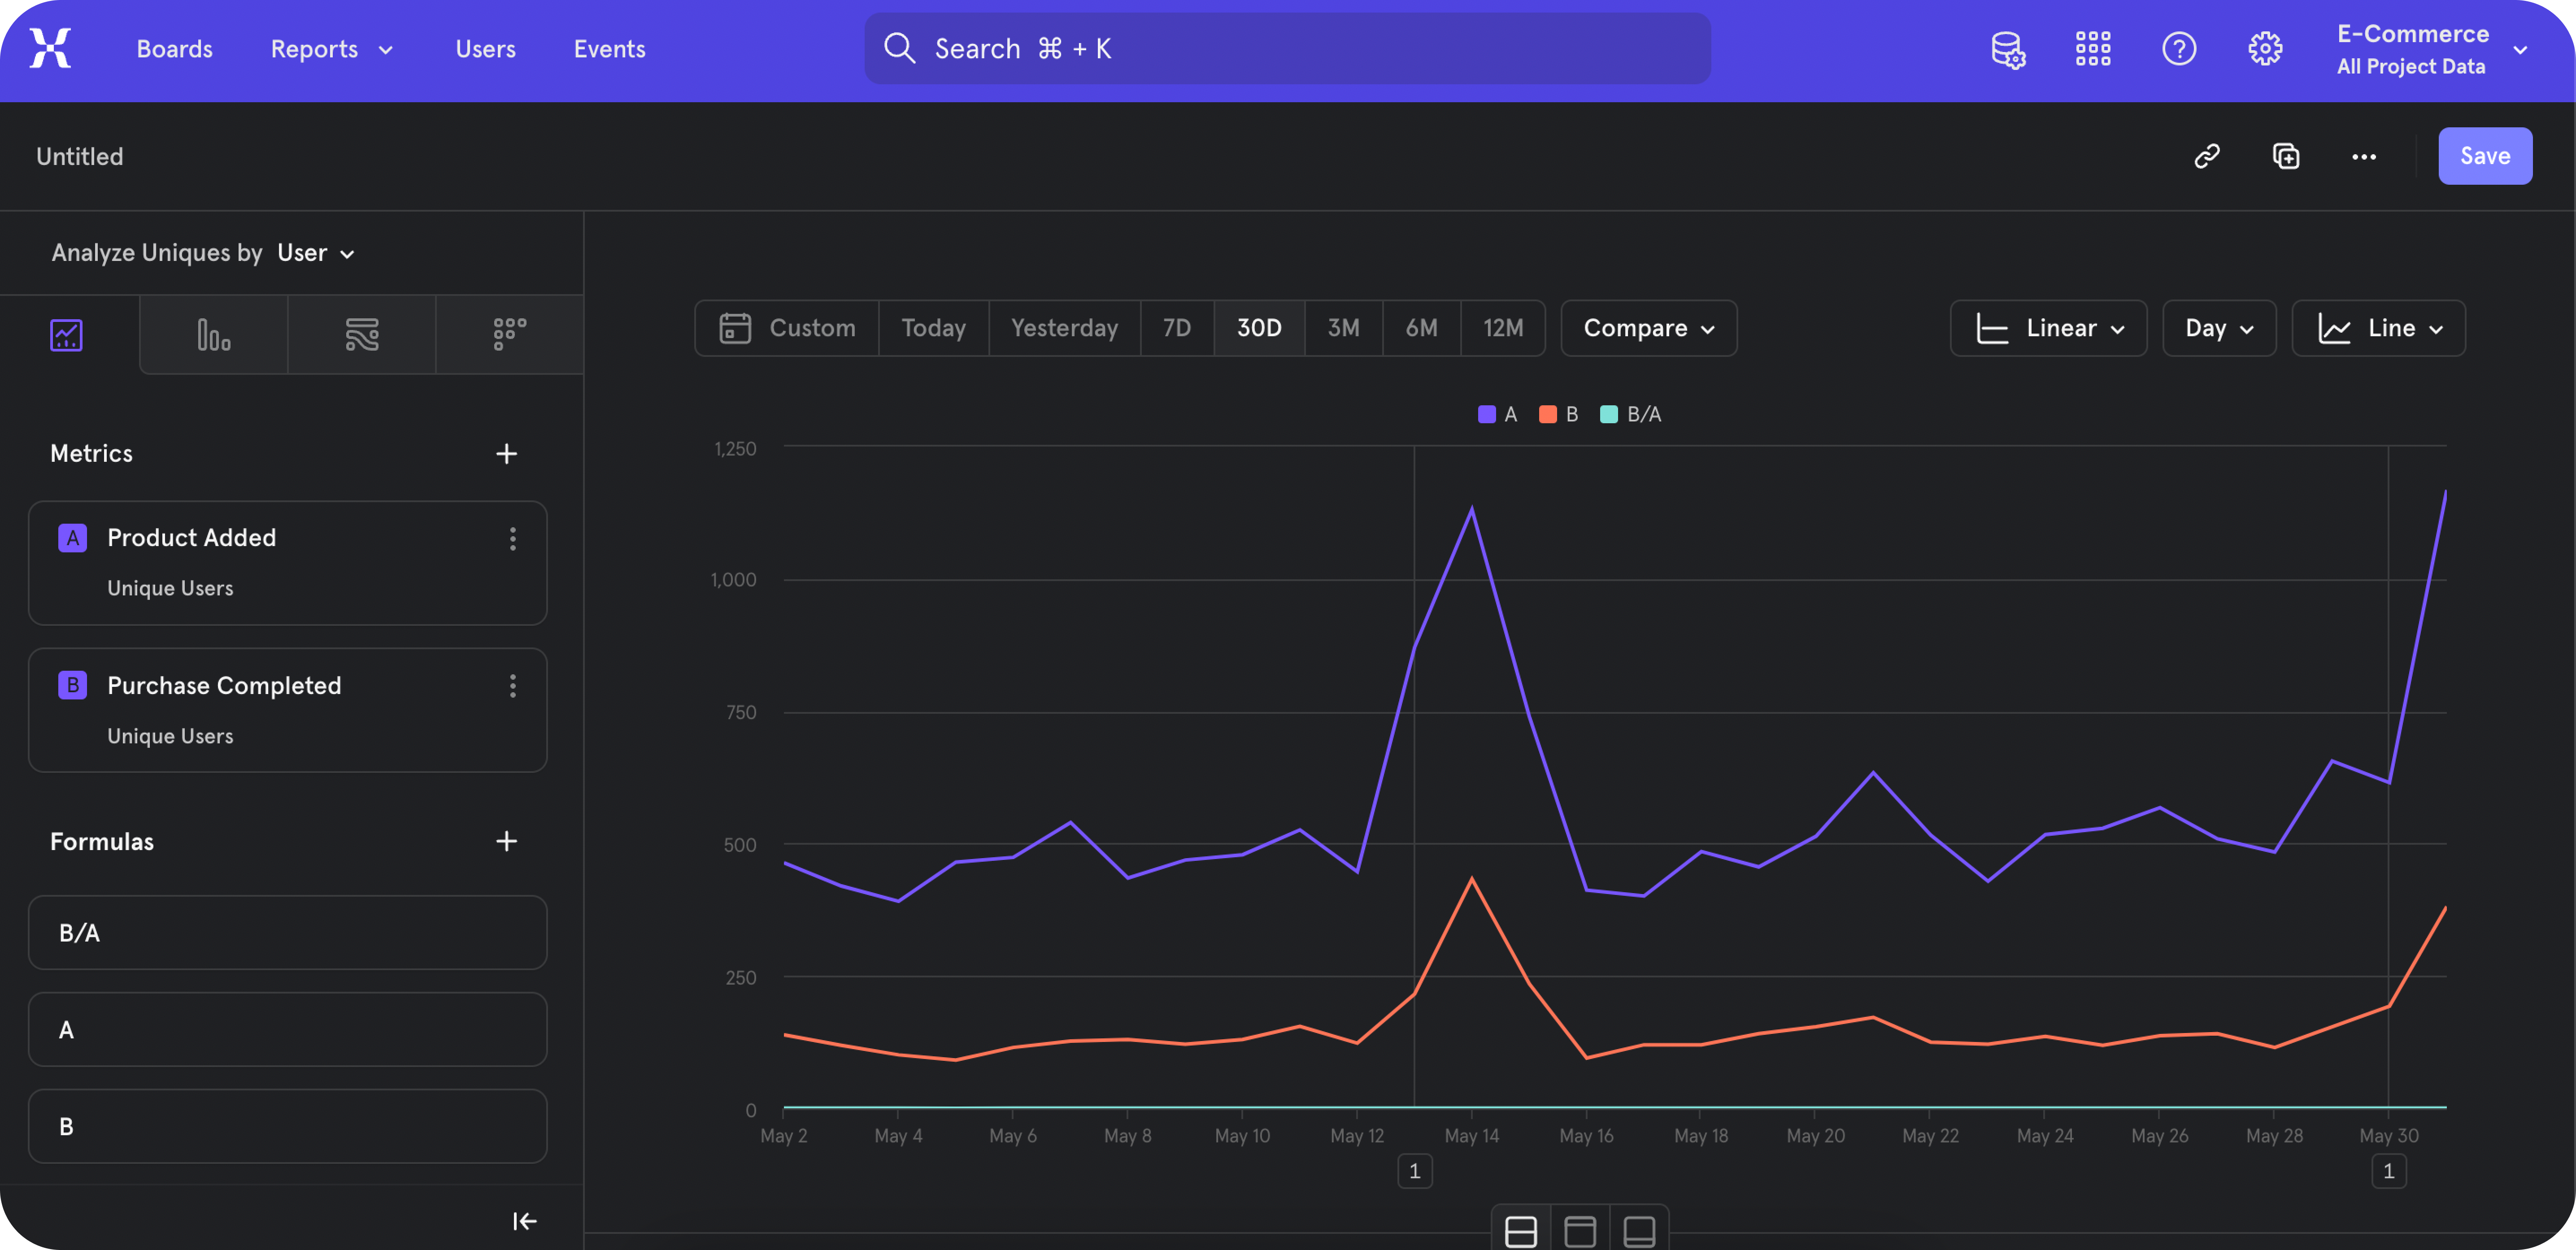 Boards Reports Users Events Search ⌘ + K E-Commerce
All Project Data
Untitled Save
Analyze Uniques by User
Custom Today Yesterday 7D 30D 3M 6M 12M Compare Linear Day Line
A B B/A
Metrics
A Product Added
Unique Users
B Purchase Completed
Unique Users
Formulas
B/A
A
B
1,250
1,000
750
500
250
0
May 2 May 4 May 6 May 8 May 10 May 12 May 14 May 16 May 18 May 20 May 22 May 24 May 26 May 28 May 30
1 1